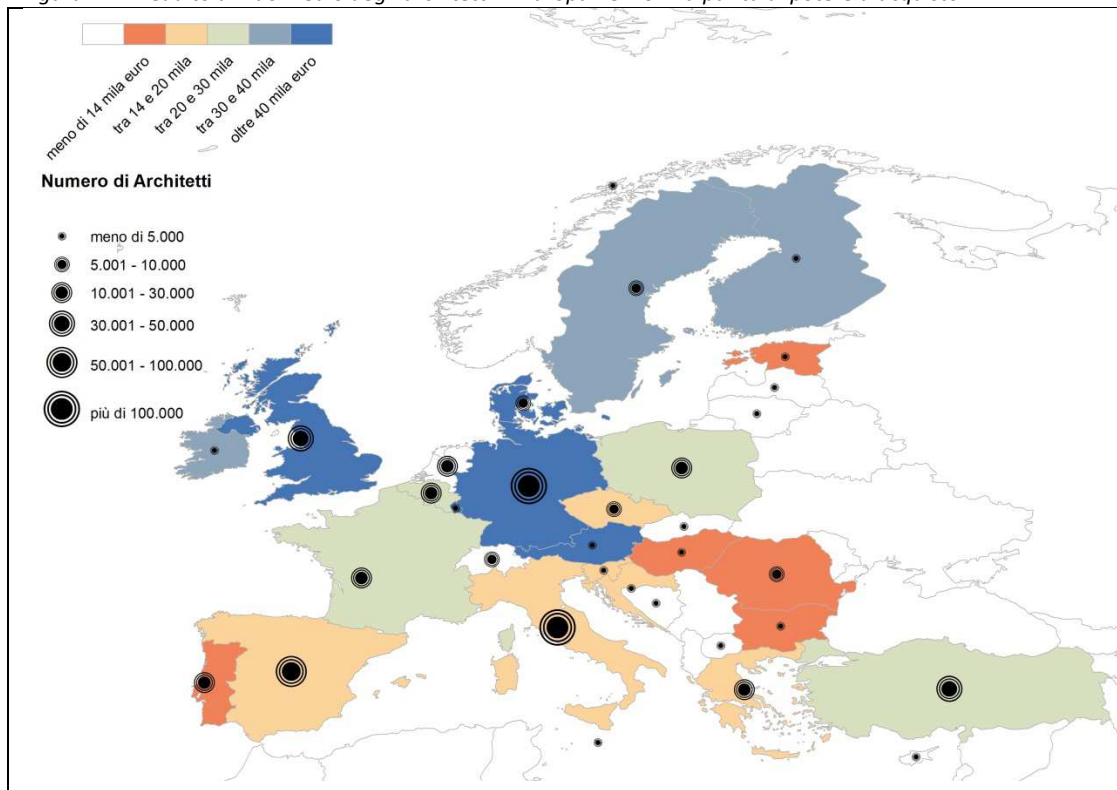 meno di 14 mila euro
tra 14 e 20 mila
tra 20 e 30 mila
tra 30 e 40 mila
oltre 40 mila euro
Numero di Architetti
meno di 5.000
5.001 - 10.000
10.001 - 30.000
30.001 - 50.000
50.001 - 100.000
più di 100.000